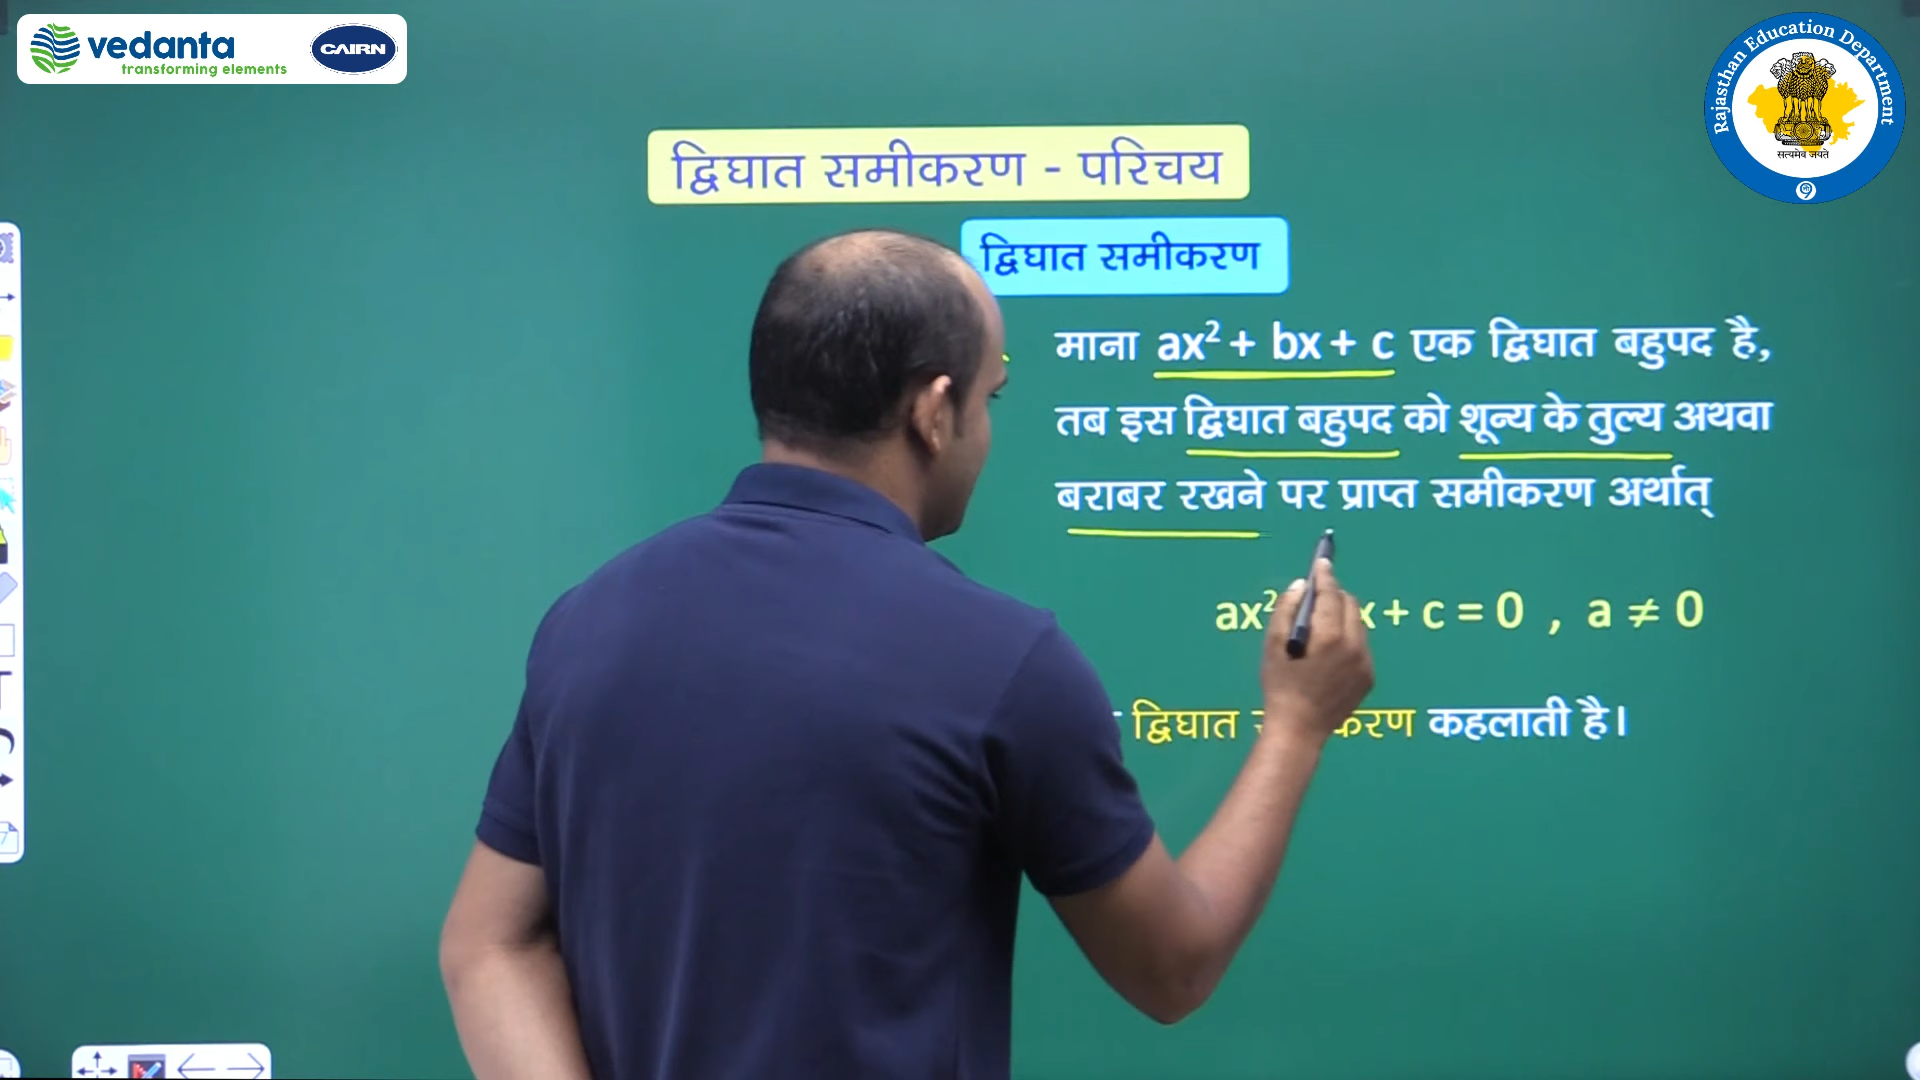 vedanta
transforming elements
CAIRN
Rajasthan Education Department
सत्यमेव जयते
द्विघात समीकरण - परिचय
द्विघात समीकरण
माना ax² + bx + c एक द्विघात बहुपद है,
तब इस द्विघात बहुपद को शून्य के तुल्य अथवा
बराबर रखने पर प्राप्त समीकरण अर्थात्
ax² x + c = 0 , a ≠ 0
द्विघात करण कहलाती है।